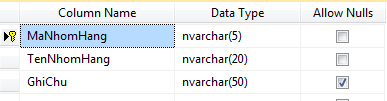 Column Name Data Type Allow Nulls
MaNhomHang nvarchar(5)
TenNhomHang nvarchar(20)
GhiChu nvarchar(50)